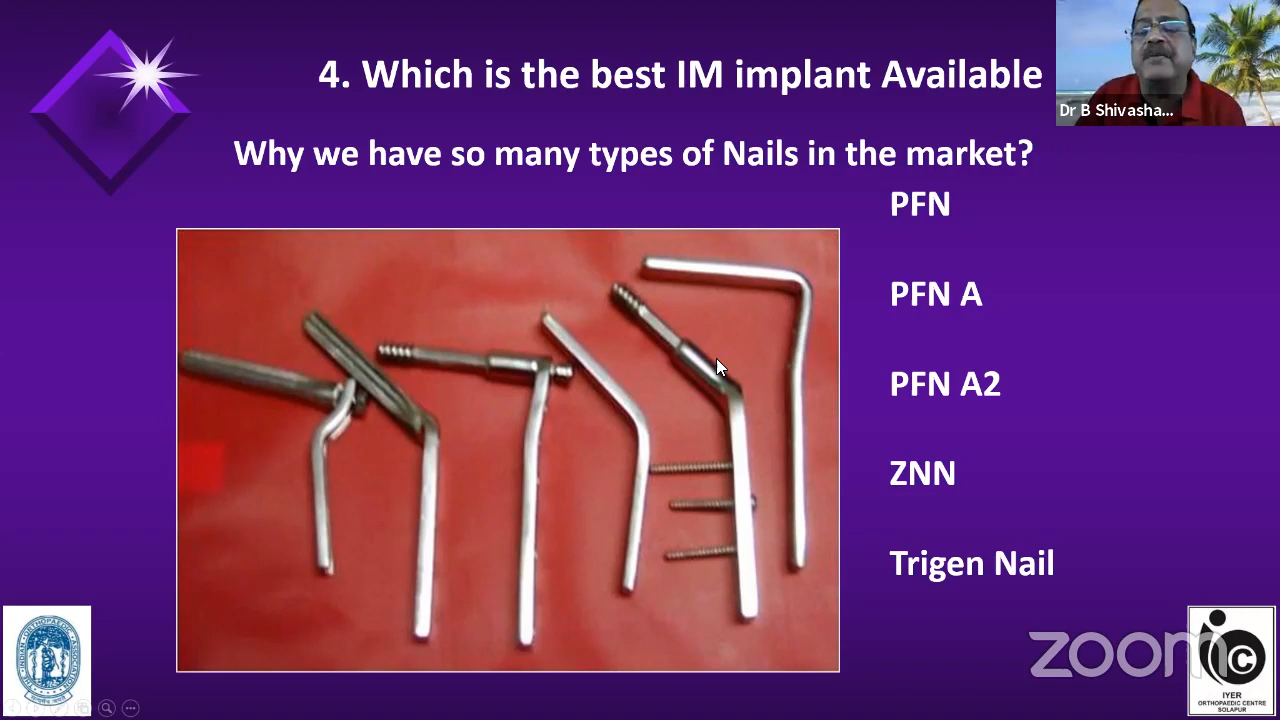 4. Which is the best IM implant Available
Dr B Shivasha...
Why we have so many types of Nails in the market?
PFN
PFN A
PFN A2
ZNN
Trigen Nail
zoom
IYER
ORTHOPAEDIC CENTRE
SOLAPUR